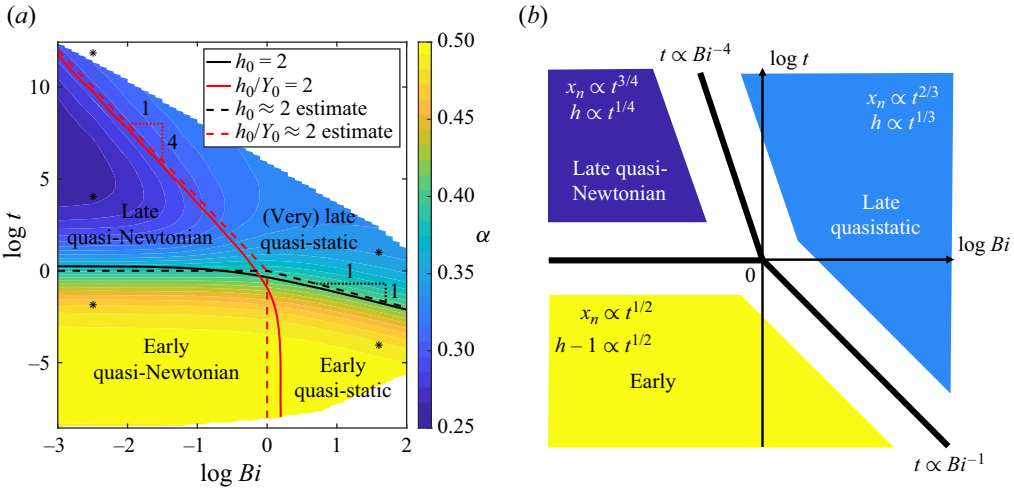 (a)
(b)
h₀ = 2
h₀/Y₀ = 2
h₀ ≈ 2 estimate
h₀/Y₀ ≈ 2 estimate
10
5
0
−5
log t
−3
−2
−1
0
1
2
log Bi
1
4
1
1
Late
quasi-Newtonian
(Very) late
quasi-static
Early
quasi-Newtonian
Early
quasi-static
α
0.50
0.45
0.40
0.35
0.30
0.25
t ∝ Bi⁻⁴
log t
xₙ ∝ t^{3/4}
h ∝ t^{1/4}
Late quasi-
Newtonian
xₙ ∝ t^{2/3}
h ∝ t^{1/3}
Late
quasistatic
log Bi
0
xₙ ∝ t^{1/2}
h − 1 ∝ t^{1/2}
Early
t ∝ Bi⁻¹